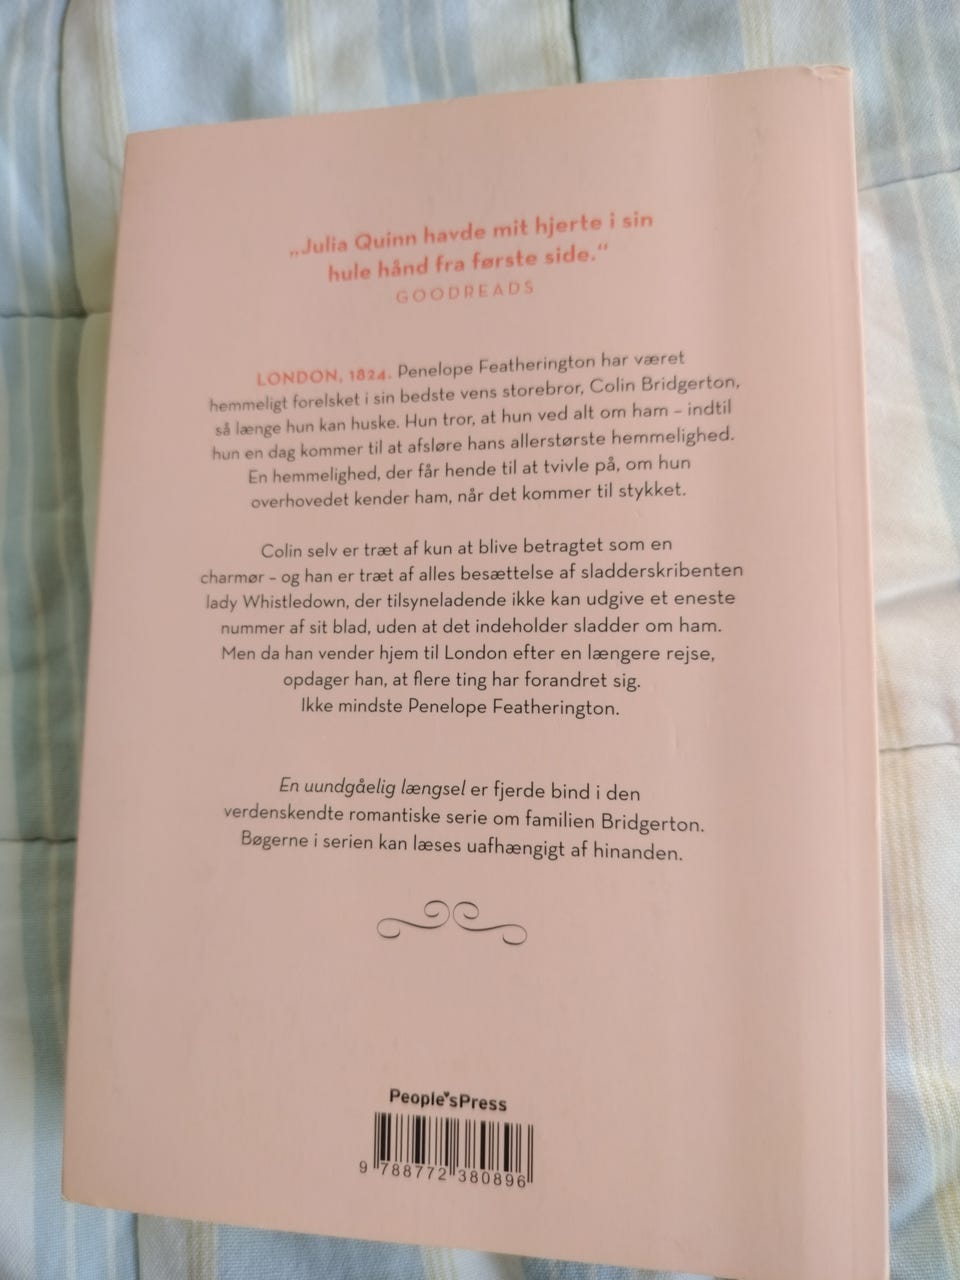 „Julia Quinn havde mit hjerte i sin
hule hånd fra første side.“
GOODREADS
LONDON, 1824. Penelope Featherington har været
hemmeligt forelsket i sin bedste vens storebror, Colin Bridgerton,
så længe hun kan huske. Hun tror, at hun ved alt om ham – indtil
hun en dag kommer til at afsløre hans allerstørste hemmelighed.
En hemmelighed, der får hende til at tvivle på, om hun
overhovedet kender ham, når det kommer til stykket.
Colin selv er træt af kun at blive betragtet som en
charmør – og han er træt af alles besættelse af sladderskribenten
lady Whistledown, der tilsyneladende ikke kan udgive et eneste
nummer af sit blad, uden at det indeholder sladder om ham.
Men da han vender hjem til London efter en længere rejse,
opdager han, at flere ting har forandret sig.
Ikke mindste Penelope Featherington.
En uundgåelig længsel er fjerde bind i den
verdenskendte romantiske serie om familien Bridgerton.
Bøgerne i serien kan læses uafhængigt af hinanden.
People'sPress
9 788772 380896